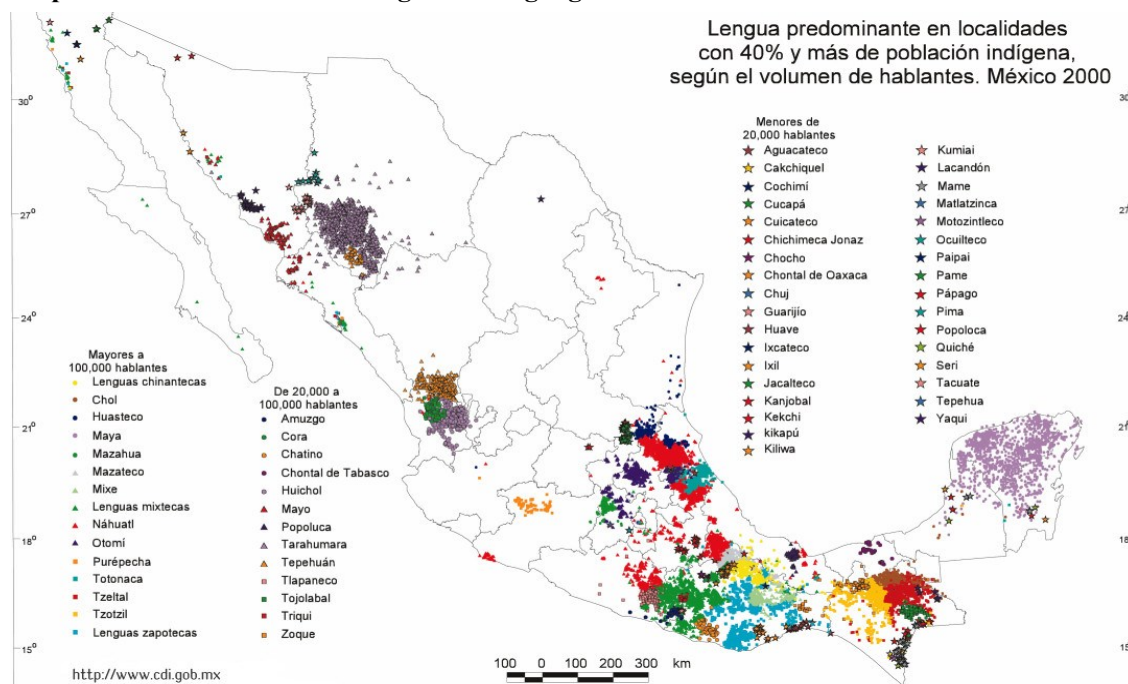 Lengua predominante en localidades
con 40% y más de población indígena,
según el volumen de hablantes. México 2000
30°
27°
24°
21°
18°
15°
30
27
24
21
18
15
Mayores a
100,000 hablantes
Lenguas chinantecas
Chol
Huasteco
Maya
Mazahua
Mazateco
Mixe
Lenguas mixtecas
Náhuatl
Otomí
Purépecha
Totonaca
Tzeltal
Tzotzil
Lenguas zapotecas
De 20,000 a
100,000 hablantes
Amuzgo
Cora
Chatino
Chontal de Tabasco
Huichol
Mayo
Popoluca
Tarahumara
Tepehuán
Tlapaneco
Tojolabal
Triqui
Zoque
Menores de
20,000 hablantes
Aguacateco
Cakchiquel
Cochimí
Cucapá
Cuicateco
Chichimeca Jonaz
Chocho
Chontal de Oaxaca
Chuj
Guarijío
Huave
Ixcateco
Ixil
Jacalteco
Kanjobal
Kekchi
kikapú
Kiliwa
Kumiai
Lacandón
Mame
Matlatzinca
Motozintleco
Ocuilteco
Paipai
Pame
Pápago
Pima
Popoloca
Quiché
Seri
Tacuate
Tepehua
Yaqui
http://www.cdi.gob.mx
100 0 100 200 300 km